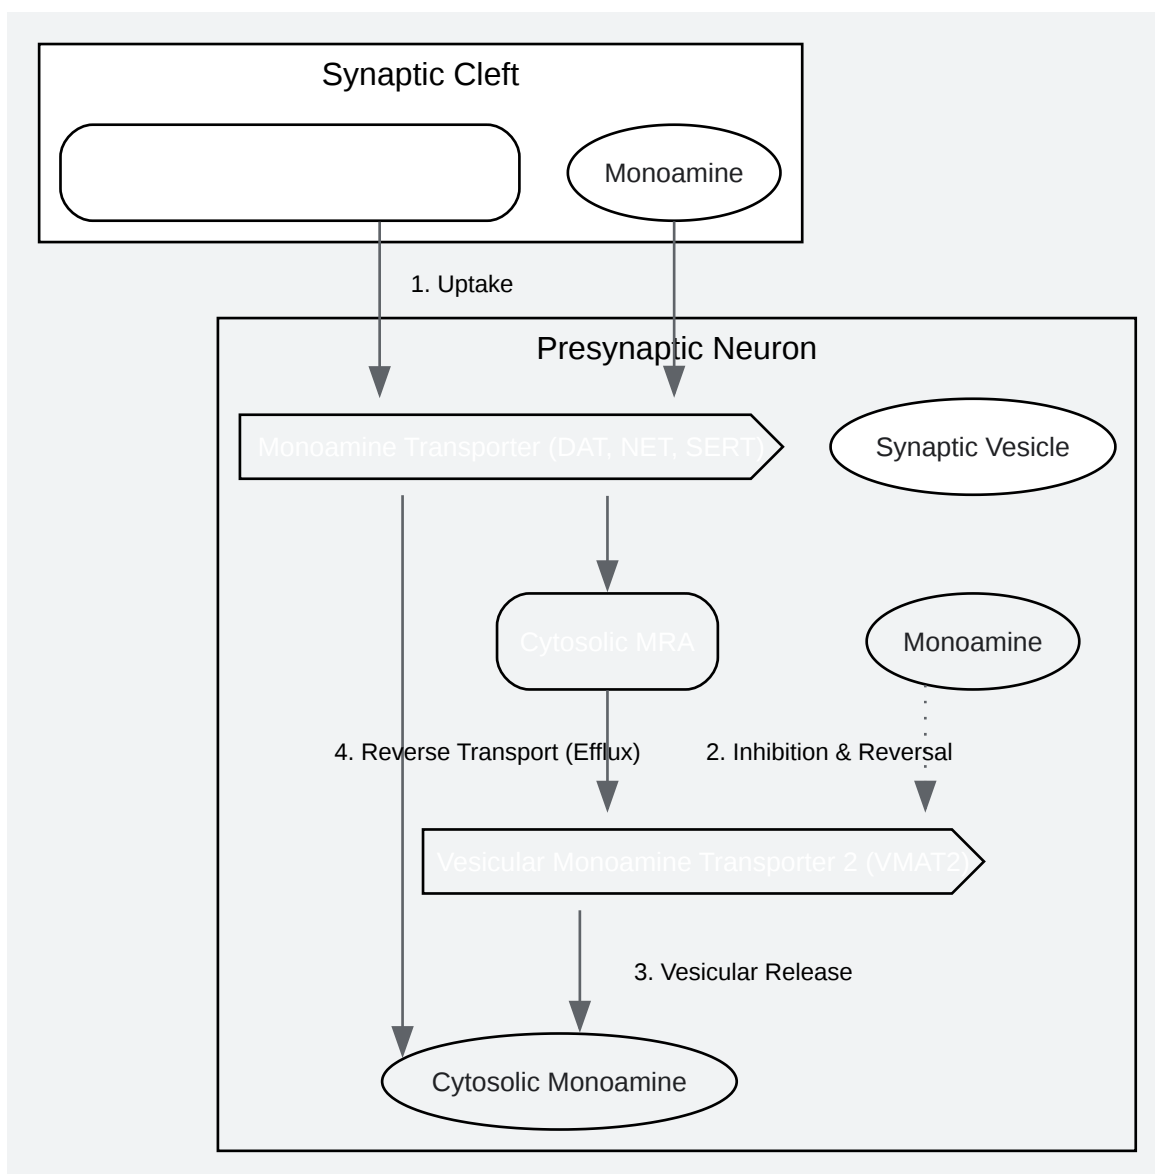 Synaptic Cleft
Monoamine
1. Uptake
Presynaptic Neuron
Monoamine Transporter (DAT, NET, SERT)
Synaptic Vesicle
Cytosolic MRA
Monoamine
4. Reverse Transport (Efflux)
2. Inhibition & Reversal
Vesicular Monoamine Transporter 2 (VMAT2)
3. Vesicular Release
Cytosolic Monoamine